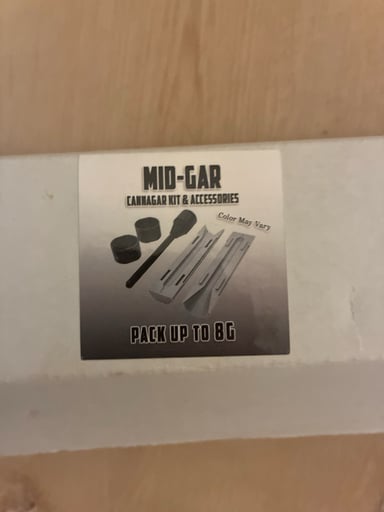 MID-GAR
CANNAGAR KIT & ACCESSORIES
Color May Vary
PACK UP TO 8G